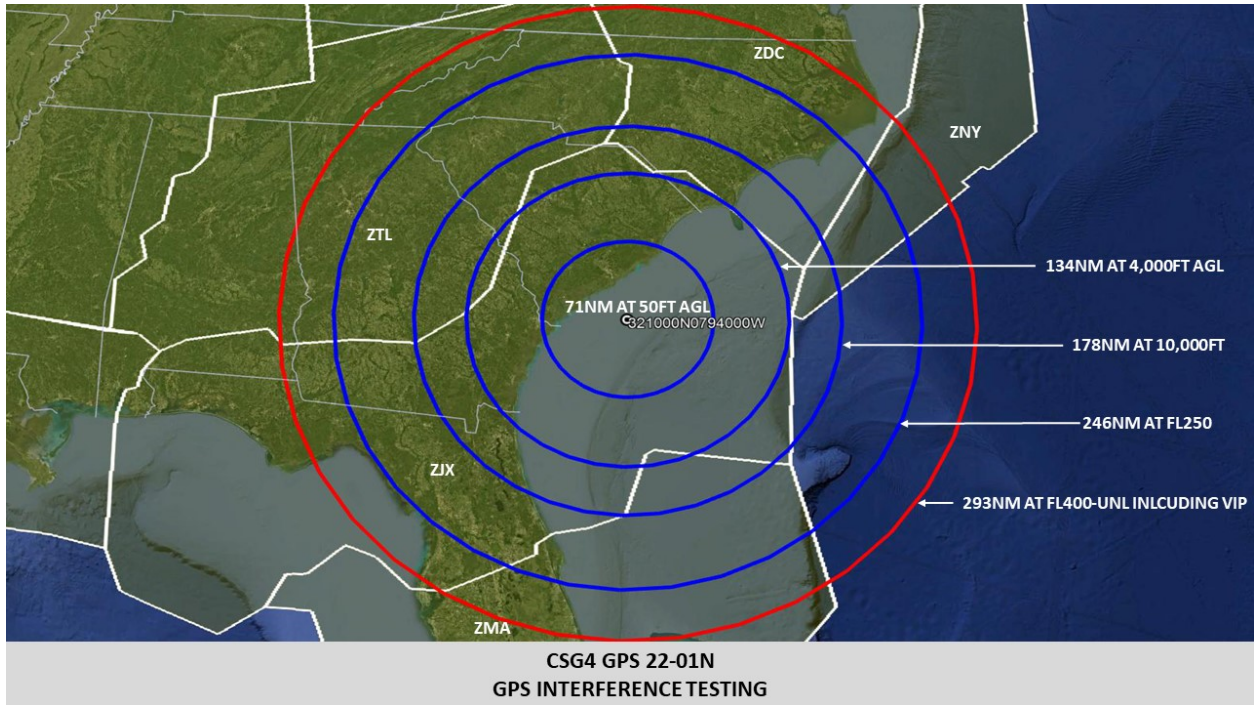 ZDC
ZNY
ZTL
134NM AT 4,000FT AGL
71NM AT 50FT AGL
321000N0794000W
178NM AT 10,000FT
246NM AT FL250
ZJX
293NM AT FL400-UNL INLCUDING VIP
ZMA
CSG4 GPS 22-01N
GPS INTERFERENCE TESTING